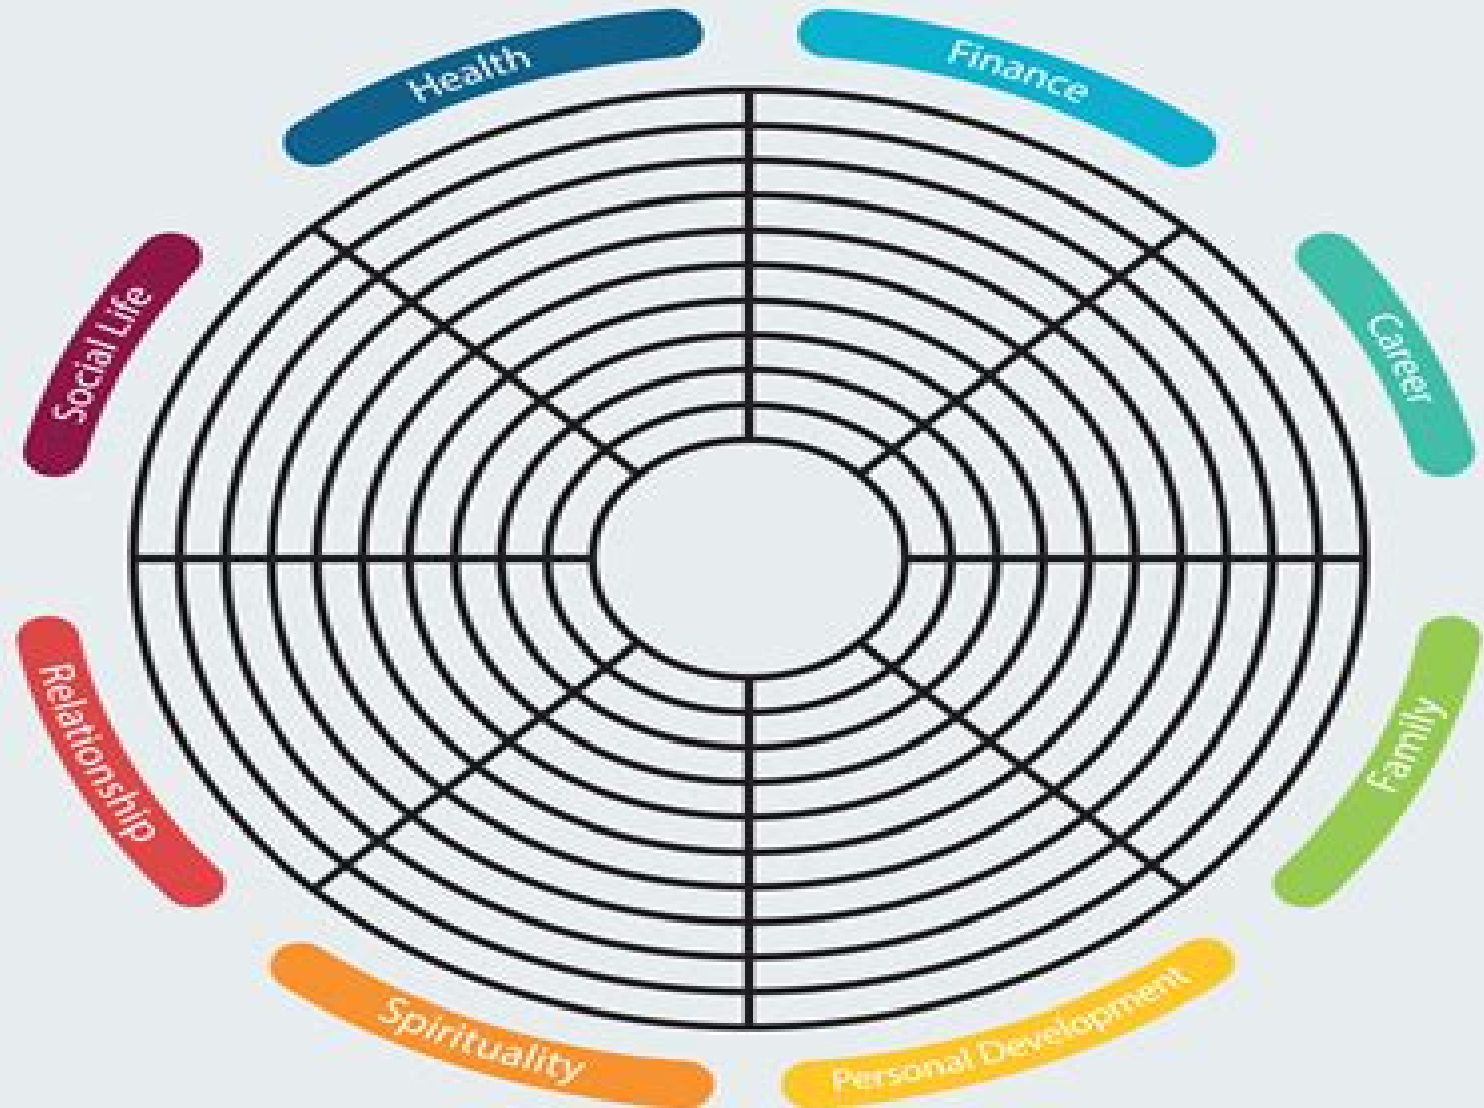 Health
Finance
Social Life
Career
Relationship
Family
Spirituality
Personal Development